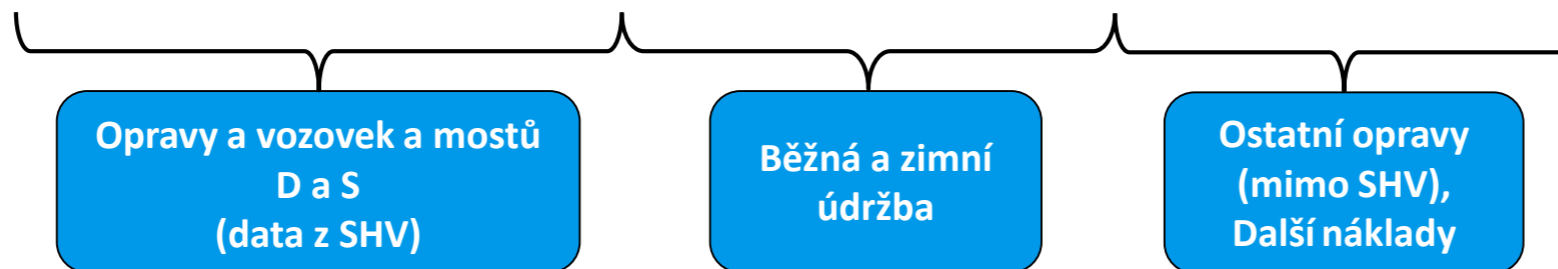 Opravy a vozovek a mostů
D a S
(data z SHV)
Běžná a zimní
údržba
Ostatní opravy
(mimo SHV),
Další náklady